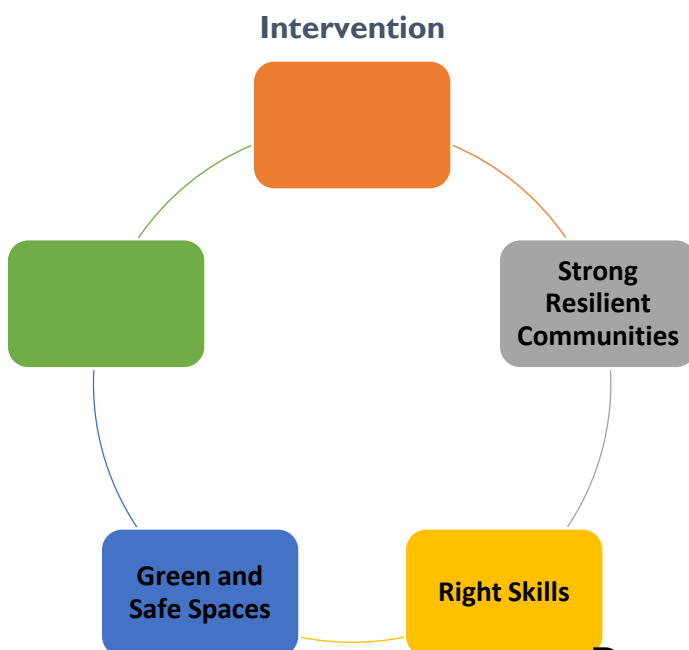 Intervention
Strong
Resilient
Communities
Green and
Safe Spaces
Right Skills